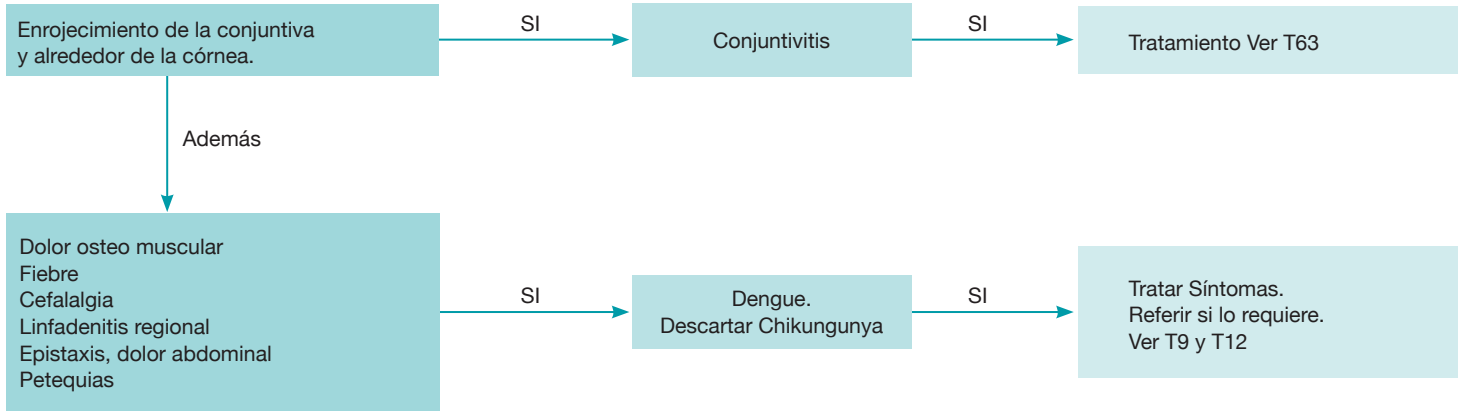 Enrojecimiento de la conjuntiva
y alrededor de la córnea.
SI
Conjuntivitis
SI
Tratamiento Ver T63
Además
Dolor osteo muscular
Fiebre
Cefalalgia
Linfadenitis regional
Epistaxis, dolor abdominal
Petequias
SI
Dengue.
Descartar Chikungunya
SI
Tratar Síntomas.
Referir si lo requiere.
Ver T9 y T12